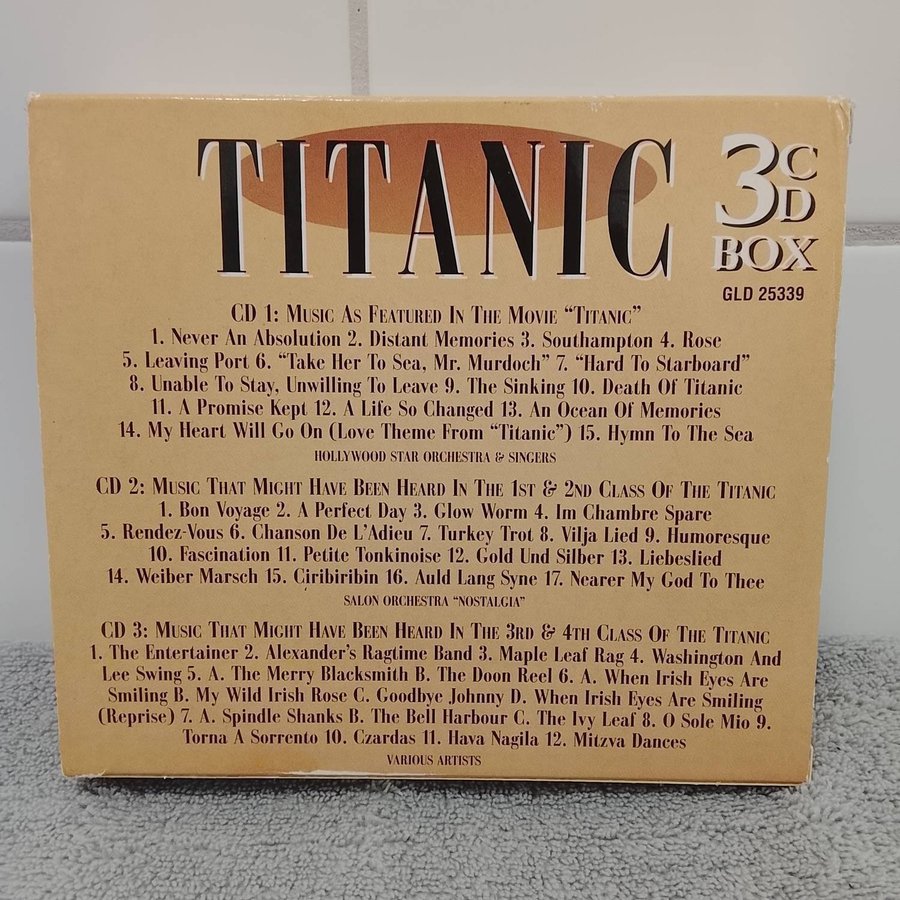 TITANIC
3 CD BOX
GLD 25339
CD 1: Music As Featured In The Movie “Titanic”
1. Never An Absolution 2. Distant Memories 3. Southampton 4. Rose
5. Leaving Port 6. “Take Her To Sea, Mr. Murdoch” 7. “Hard To Starboard”
8. Unable To Stay, Unwilling To Leave 9. The Sinking 10. Death Of Titanic
11. A Promise Kept 12. A Life So Changed 13. An Ocean Of Memories
14. My Heart Will Go On (Love Theme From “Titanic”) 15. Hymn To The Sea
HOLLYWOOD STAR ORCHESTRA & SINGERS
CD 2: Music That Might Have Been Heard In The 1st & 2nd Class Of The Titanic
1. Bon Voyage 2. A Perfect Day 3. Glow Worm 4. Im Chambre Spare
5. Rendez-Vous 6. Chanson De L’Adieu 7. Turkey Trot 8. Vilja Lied 9. Humoresque
10. Fascination 11. Petite Tonkinoise 12. Gold Und Silber 13. Liebeslied
14. Weiber Marsch 15. Ciribiribin 16. Auld Lang Syne 17. Nearer My God To Thee
SALON ORCHESTRA “NOSTALGIA”
CD 3: Music That Might Have Been Heard In The 3rd & 4th Class Of The Titanic
1. The Entertainer 2. Alexander’s Ragtime Band 3. Maple Leaf Rag 4. Washington And
Lee Swing 5. A. The Merry Blacksmith B. The Doon Reel 6. A. When Irish Eyes Are
Smiling B. My Wild Irish Rose C. Goodbye Johnny D. When Irish Eyes Are Smiling
(Reprise) 7. A. Spindle Shanks B. The Bell Harbour C. The Ivy Leaf 8. O Sole Mio 9.
Torna A Sorrento 10. Czardas 11. Hava Nagila 12. Mitzva Dances
VARIOUS ARTISTS